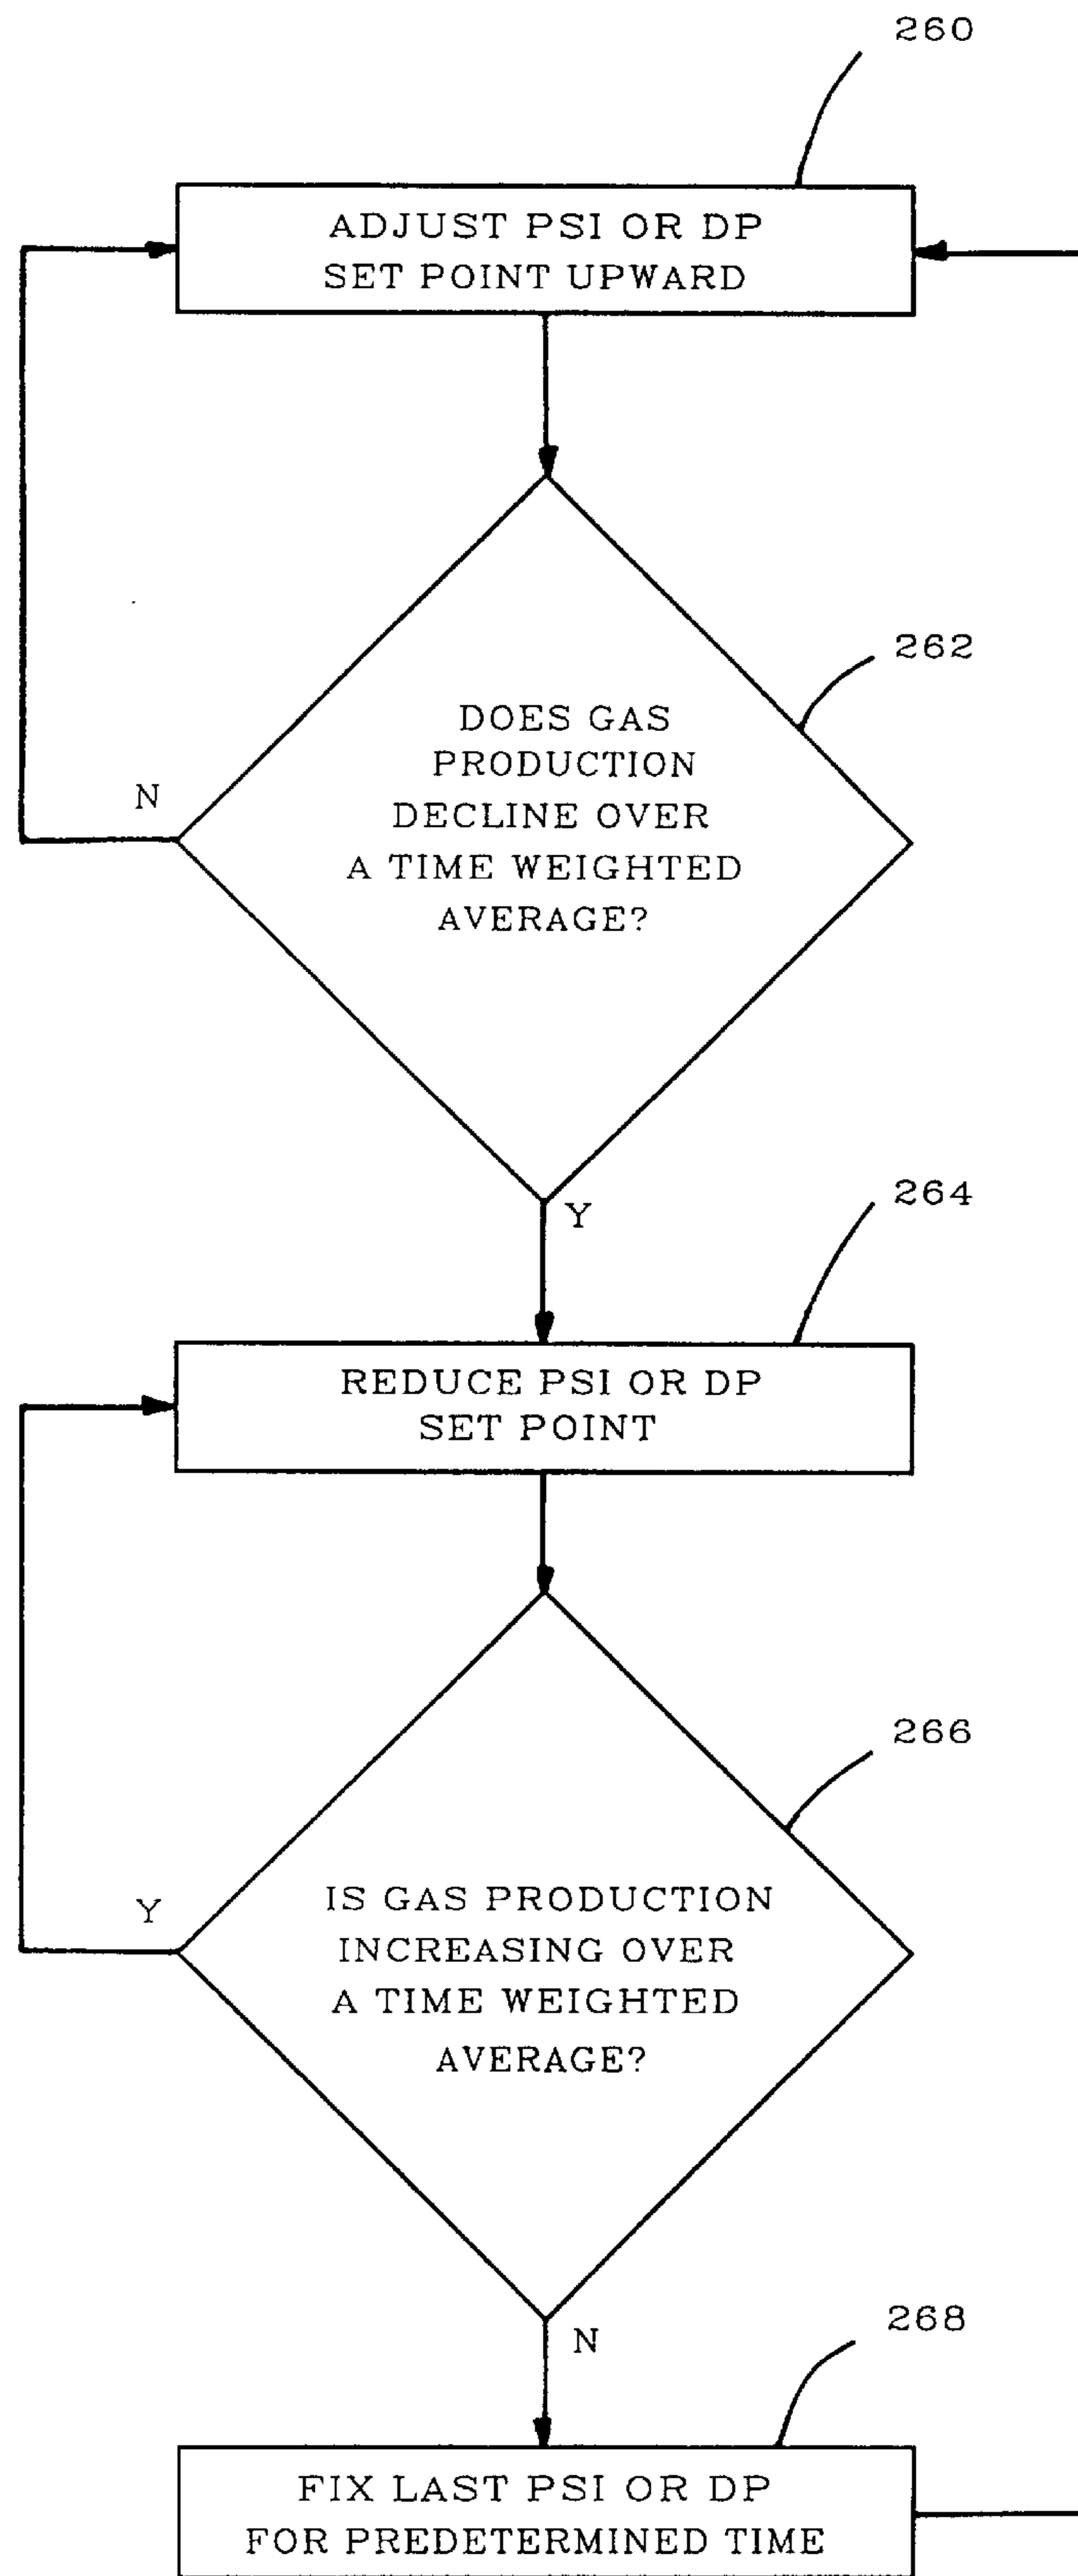 260
ADJUST PSI OR DP
SET POINT UPWARD
262
DOES GAS
PRODUCTION
DECLINE OVER
A TIME WEIGHTED
AVERAGE?
N
Y
264
REDUCE PSI OR DP
SET POINT
266
IS GAS PRODUCTION
INCREASING OVER
A TIME WEIGHTED
AVERAGE?
Y
N
268
FIX LAST PSI OR DP
FOR PREDETERMINED TIME